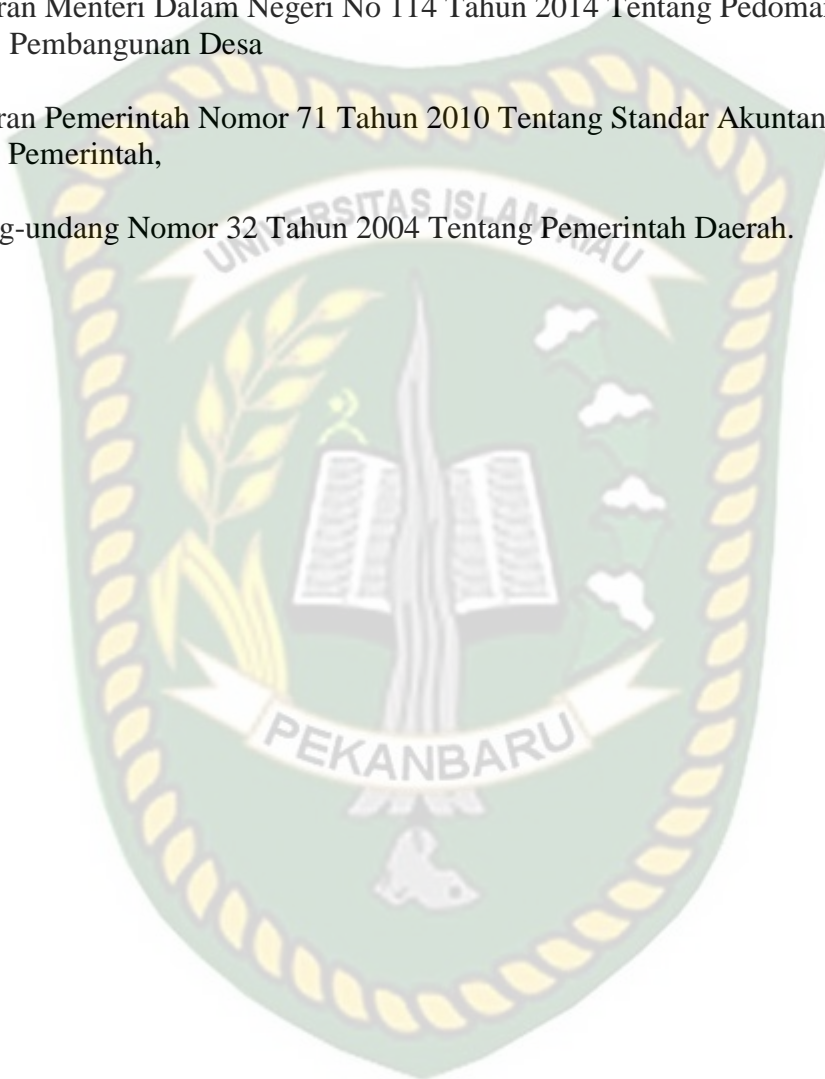 ran Menteri Dalam Negeri No 114 Tahun 2014 Tentang Pedoman
Pembangunan Desa
ran Pemerintah Nomor 71 Tahun 2010 Tentang Standar Akuntan
Pemerintah,
g-undang Nomor 32 Tahun 2004 Tentang Pemerintah Daerah.
UNIVERSITAS ISLAM RIAU
PEKANBARU